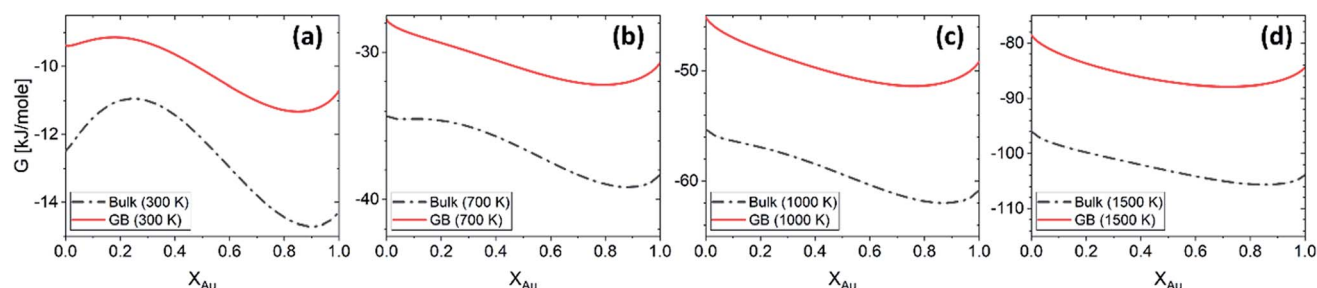 (a)
G [kJ/mole]
-10
-12
-14
Bulk (300 K)
GB (300 K)
0.0 0.2 0.4 0.6 0.8 1.0
X_Au
(b)
-30
-40
Bulk (700 K)
GB (700 K)
0.0 0.2 0.4 0.6 0.8 1.0
X_Au
(c)
-50
-60
Bulk (1000 K)
GB (1000 K)
0.0 0.2 0.4 0.6 0.8 1.0
X_Au
(d)
-80
-90
-100
-110
Bulk (1500 K)
GB (1500 K)
0.0 0.2 0.4 0.6 0.8 1.0
X_Au